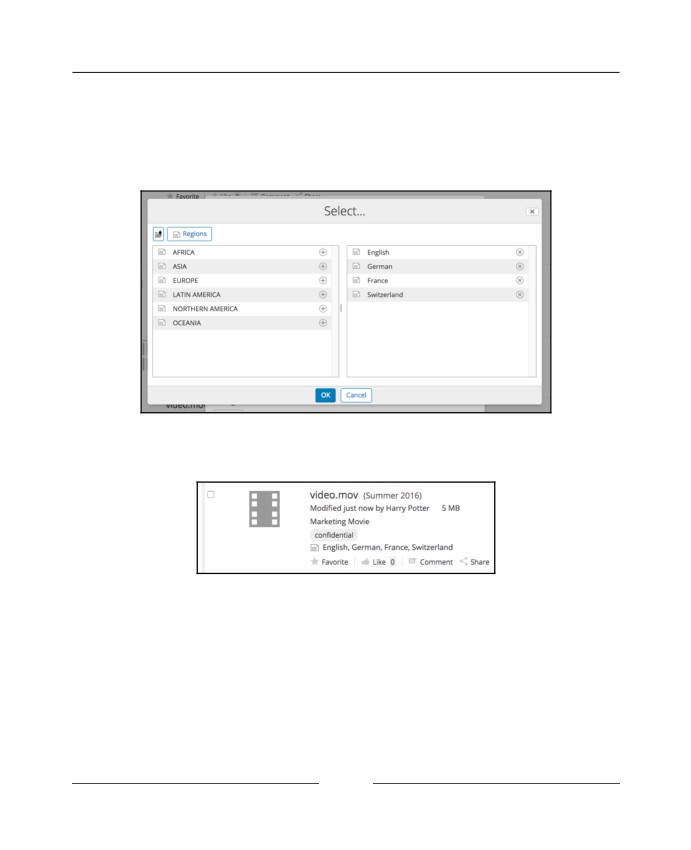 Favorite
Select...
Regions
AFRICA
ASIA
EUROPE
LATIN AMERICA
NORTHERN AMERICA
OCEANIA
English
German
France
Switzerland
OK Cancel
video.mov (Summer 2016)
Modified just now by Harry Potter 5 MB
Marketing Movie
confidential
English, German, France, Switzerland
Favorite Like 0 Comment Share